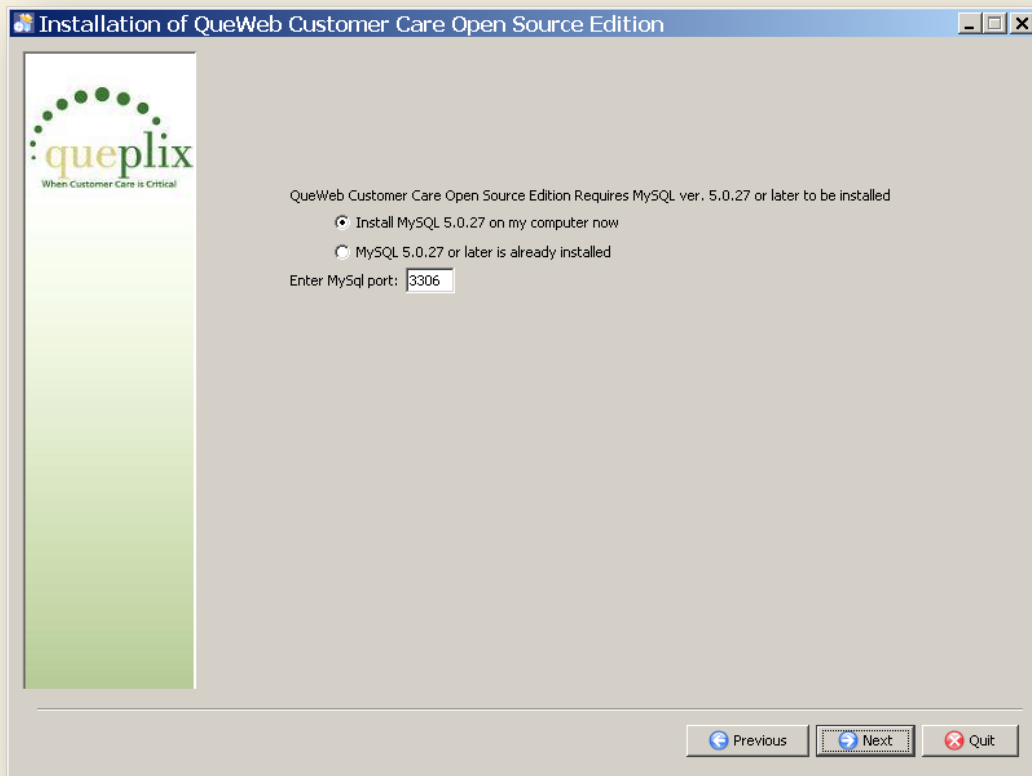 Installation of QueWeb Customer Care Open Source Edition
queplix
When Customer Care is Critical
QueWeb Customer Care Open Source Edition Requires MySQL ver. 5.0.27 or later to be installed
Install MySQL 5.0.27 on my computer now
MySQL 5.0.27 or later is already installed
Enter MySql port: 3306
Previous Next Quit